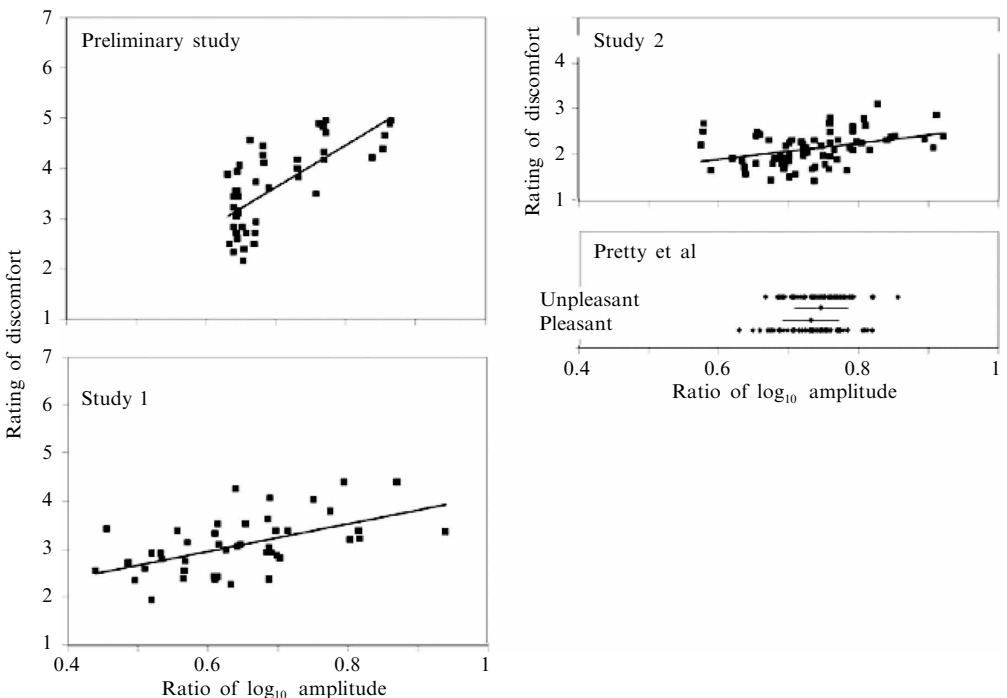 7
Preliminary study
6
5
4
3
2
1
Rating of discomfort
7
Study 1
6
5
4
3
2
1
0.4 0.6 0.8 1
Ratio of log₁₀ amplitude
Study 2
4
3
2
1
Rating of discomfort
Pretty et al
Unpleasant
Pleasant
0.4 0.6 0.8 1
Ratio of log₁₀ amplitude